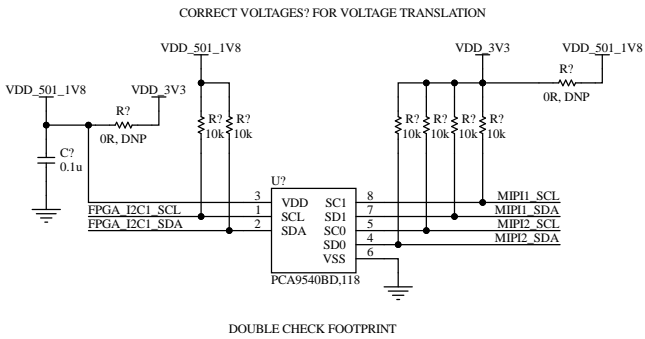 CORRECT VOLTAGES? FOR VOLTAGE TRANSLATION
VDD_501_1V8
VDD_3V3
VDD_501_1V8
R?
0R, DNP
VDD_501_1V8
VDD_3V3
R?
0R, DNP
R?
10k
R?
10k
R?
10k
R?
10k
R?
10k
R?
10k
C?
0.1u
U?
3 VDD SC1 8 MIPI1_SCL
FPGA_I2C1_SCL 1 SCL SD1 7 MIPI1_SDA
FPGA_I2C1_SDA 2 SDA SC0 5 MIPI2_SCL
SD0 4 MIPI2_SDA
VSS 6
PCA9540BD,118
DOUBLE CHECK FOOTPRINT